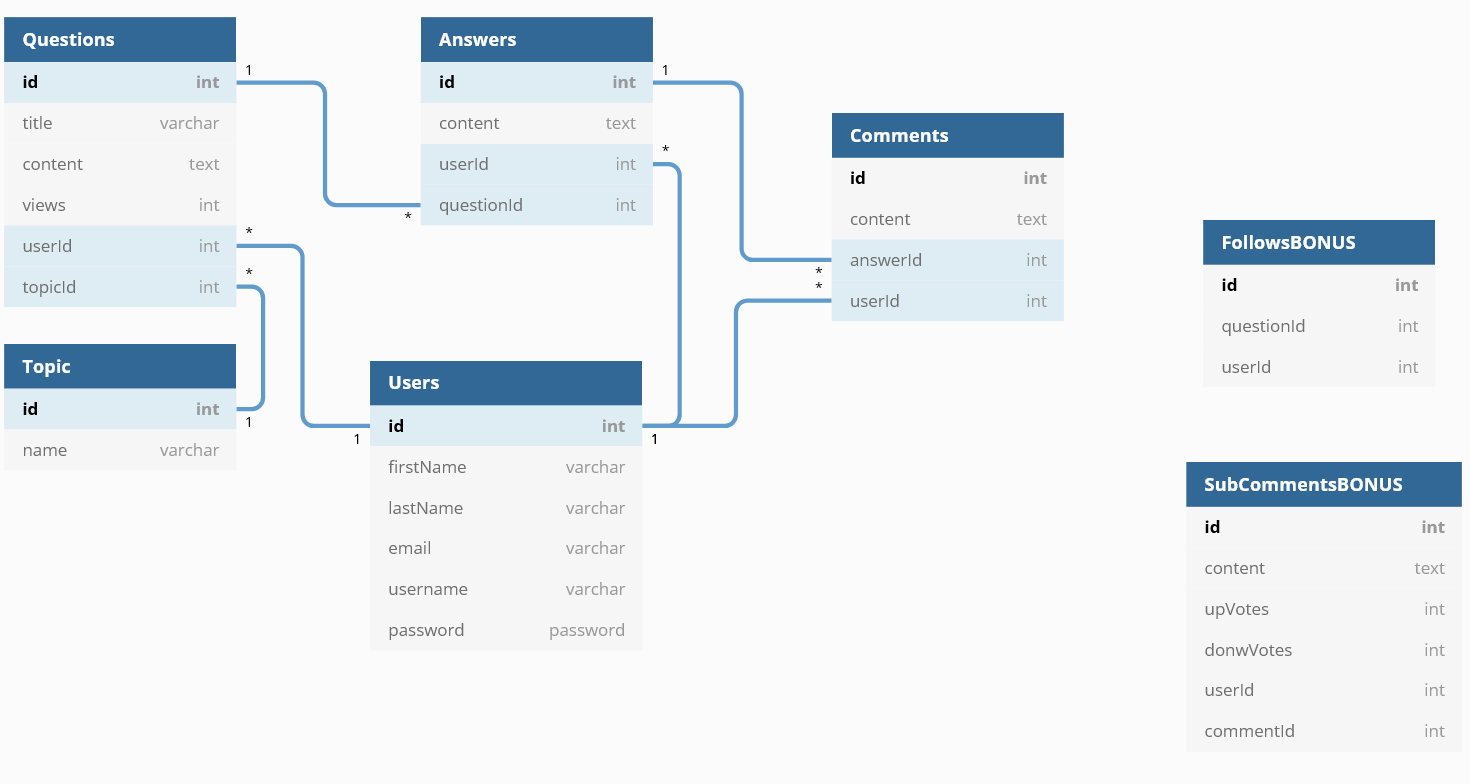 Questions
id int
title varchar
content text
views int
userId int
topicId int
1
*
*
*
Topic
id int
name varchar
1
Answers
id int
content text
userId int
questionId int
1
*
Users
id int
firstName varchar
lastName varchar
email varchar
username varchar
password password
1
1
Comments
id int
content text
answerId int
userId int
*
*
FollowsBONUS
id int
questionId int
userId int
SubCommentsBONUS
id int
content text
upVotes int
donwVotes int
userId int
commentId int